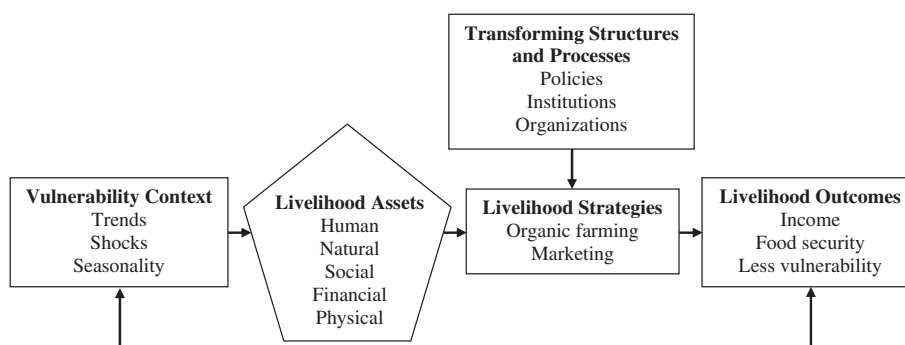 Transforming Structures
and Processes
Policies
Institutions
Organizations
Vulnerability Context
Trends
Shocks
Seasonality
Livelihood Assets
Human
Natural
Social
Financial
Physical
Livelihood Strategies
Organic farming
Marketing
Livelihood Outcomes
Income
Food security
Less vulnerability